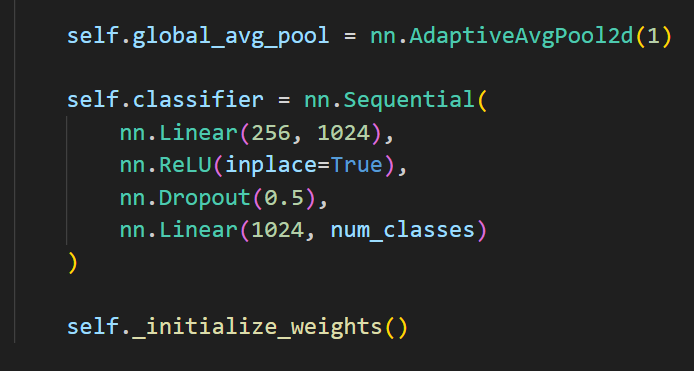 self.global_avg_pool = nn.AdaptiveAvgPool2d(1)
self.classifier = nn.Sequential(
nn.Linear(256, 1024),
nn.ReLU(inplace=True),
nn.Dropout(0.5),
nn.Linear(1024, num_classes)
)
self._initialize_weights()